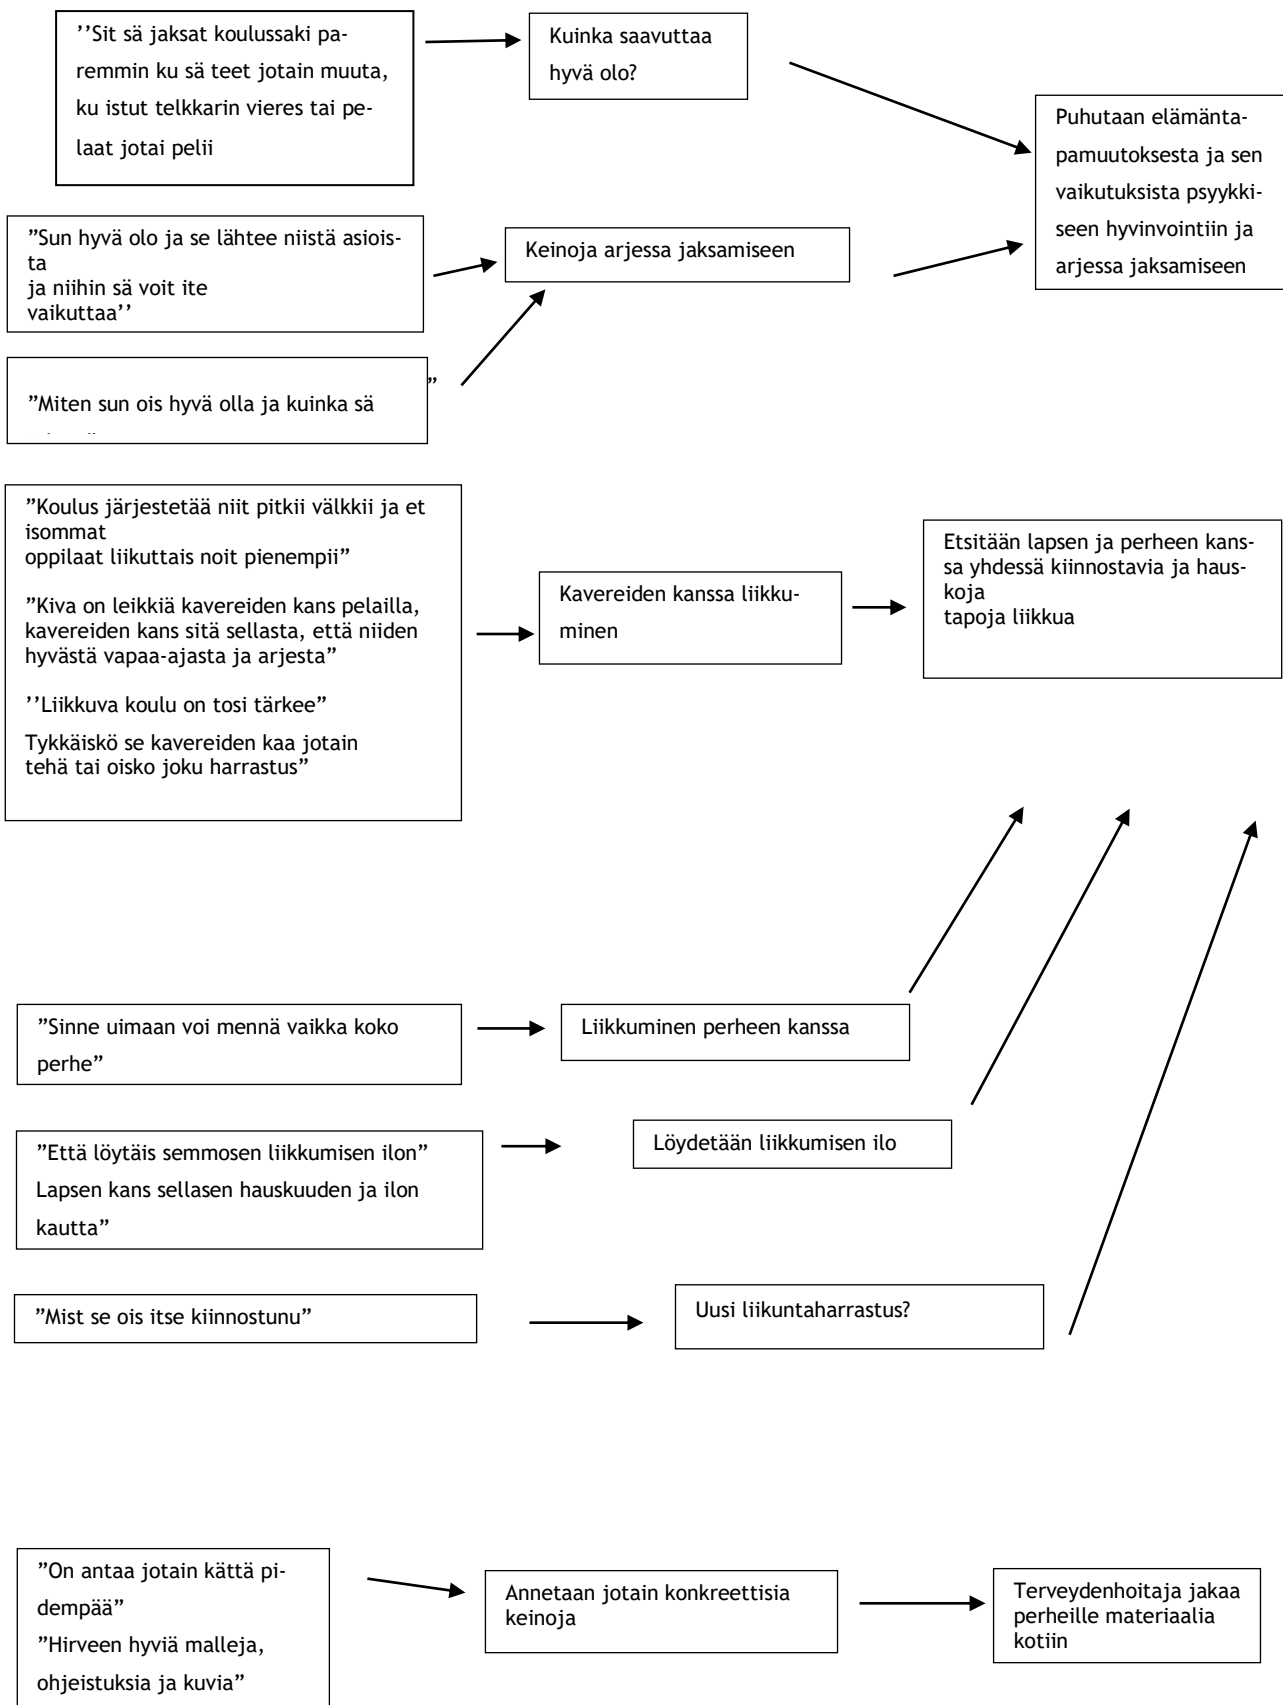 ’’Sit sä jaksat koulussaki pa-
remmin ku sä teet jotain muuta,
ku istut telkkarin vieres tai pe-
laat jotai pelii
Kuinka saavuttaa
hyvä olo?
Puhutaan elämänta-
pamuutoksesta ja sen
vaikutuksista psyykki-
seen hyvinvointiin ja
arjessa jaksamiseen
”Sun hyvä olo ja se lähtee niistä asiois-
ta
ja niihin sä voit ite
vaikuttaa’’
Keinoja arjessa jaksamiseen
”
”Miten sun ois hyvä olla ja kuinka sä
”Koulus järjestetää niit pitkii välkkii ja et
isommat
oppilaat liikuttais noit pienempii”
”Kiva on leikkiä kavereiden kans pelailla,
kavereiden kans sitä sellasta, että niiden
hyvästä vapaa-ajasta ja arjesta”
’’Liikkuva koulu on tosi tärkee”
Tykkäiskö se kavereiden kaa jotain
tehä tai oisko joku harrastus”
Kavereiden kanssa liikku-
minen
Etsitään lapsen ja perheen kans-
sa yhdessä kiinnostavia ja haus-
koja
tapoja liikkua
”Sinne uimaan voi mennä vaikka koko
perhe”
Liikkuminen perheen kanssa
”Että löytäis semmosen liikkumisen ilon”
Lapsen kans sellasen hauskuuden ja ilon
kautta”
Löydetään liikkumisen ilo
”Mist se ois itse kiinnostunu”
Uusi liikuntaharrastus?
”On antaa jotain kättä pi-
dempää”
”Hirveen hyviä malleja,
ohjeistuksia ja kuvia”
Annetaan jotain konkreettisia
keinoja
Terveydenhoitaja jakaa
perheille materiaalia
kotiin